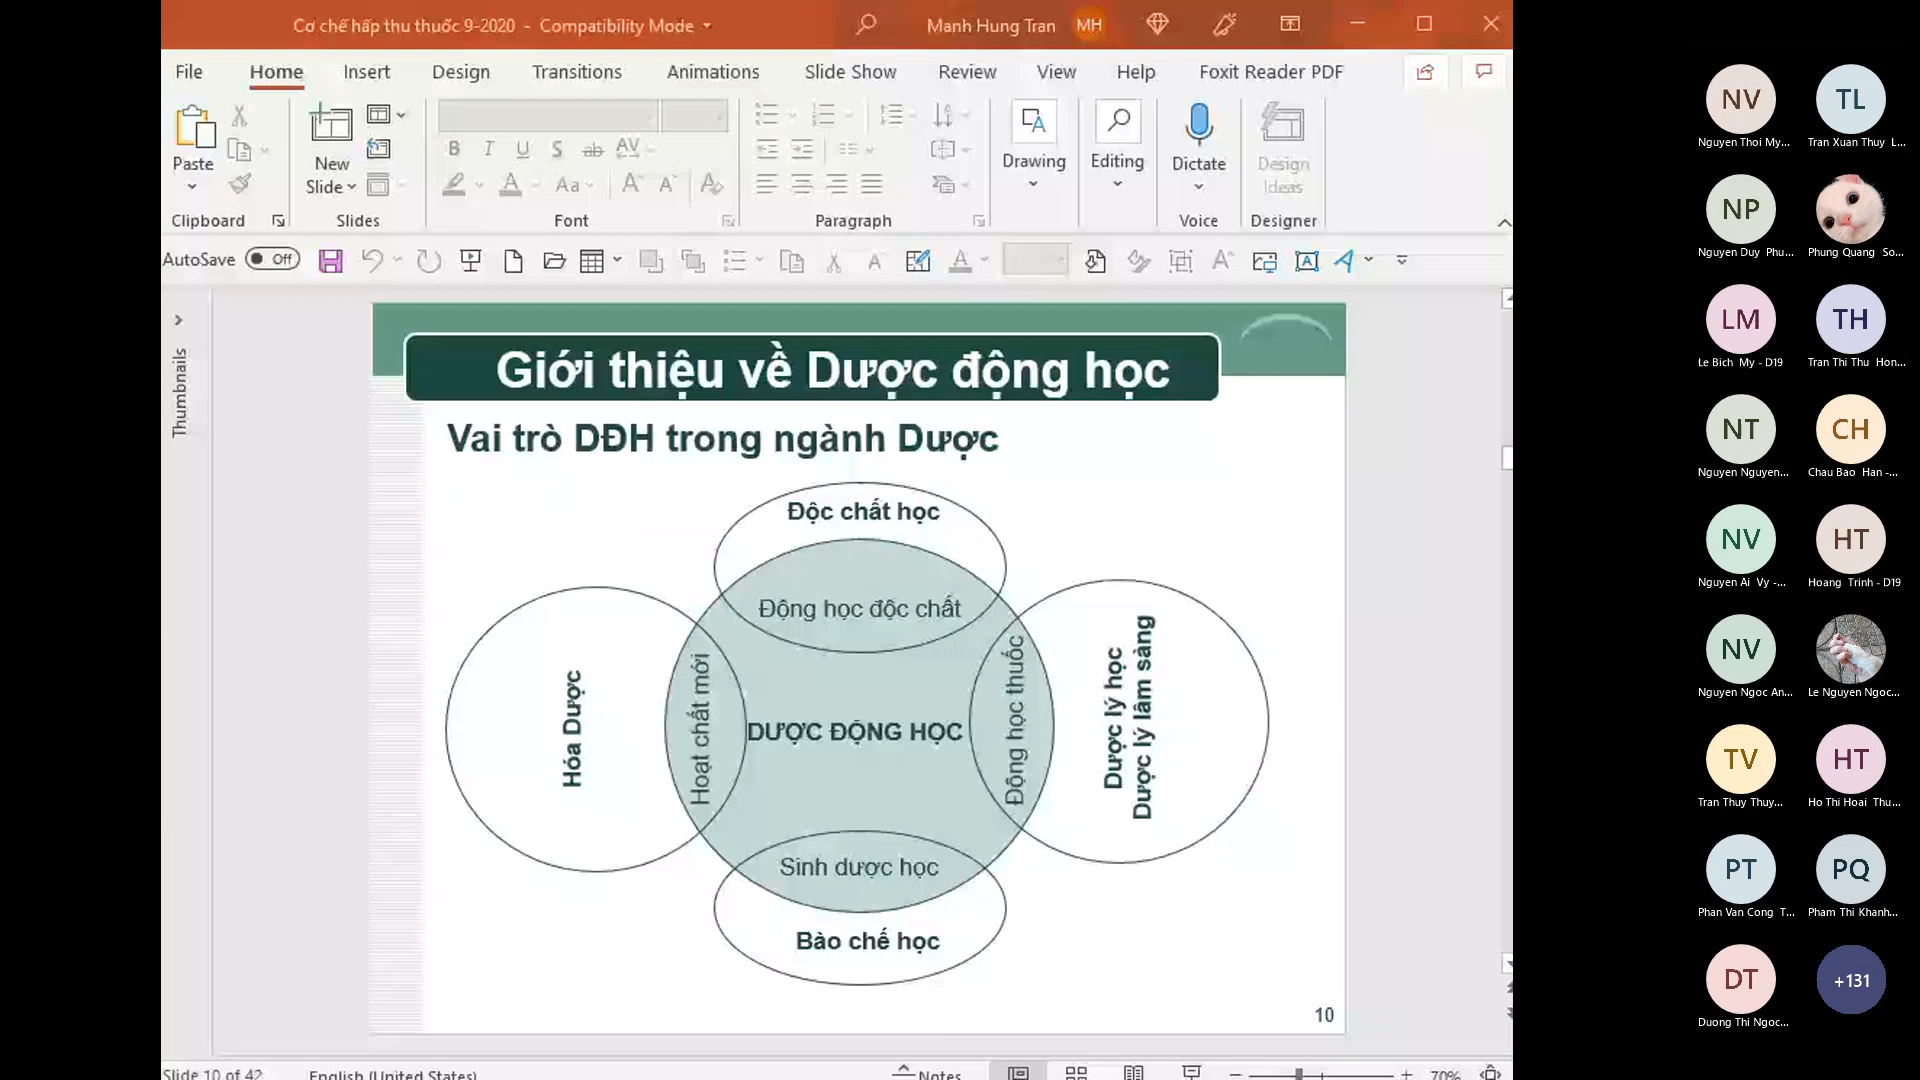 Cơ chế hấp thu thuốc 9-2020 - Compatibility Mode
Manh Hung Tran
MH
File Home Insert Design Transitions Animations Slide Show Review View Help Foxit Reader PDF
Paste
New
Slide
B I U S ab AV
Aa A A
Drawing
Editing
Dictate
Design
Ideas
Clipboard
Slides
Font
Paragraph
Voice
Designer
AutoSave Off
Thumbnails
Giới thiệu về Dược động học
Vai trò DĐH trong ngành Dược
Độc chất học
Động học độc chất
Hóa Dược
Hoạt chất mới
DƯỢC ĐỘNG HỌC
Động học thuốc
Dược lý học
Dược lý lâm sàng
Sinh dược học
Bào chế học
10
Slide 10 of 42
English (United States)
Notes
70%
NV
Nguyen Thoi My...
TL
Tran Xuan Thuy L...
NP
Nguyen Duy Phu...
Phung Quang So...
LM
Le Bich My - D19
TH
Tran Thi Thu Hon...
NT
Nguyen Nguyen...
CH
Chau Bao Han -...
NV
Nguyen Ai Vy -...
HT
Hoang Trinh - D19
NV
Nguyen Ngoc An...
Le Nguyen Ngoc...
TV
Tran Thuy Thuy...
HT
Ho Thi Hoai Thu...
PT
Phan Van Cong T...
PQ
Pham Thi Khanh...
DT
Duong Thi Ngoc...
+131